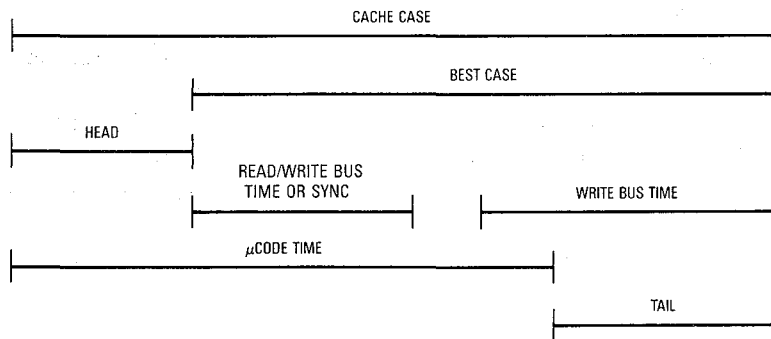 CACHE CASE
BEST CASE
HEAD
READ/WRITE BUS
TIME OR SYNC
WRITE BUS TIME
μCODE TIME
TAIL